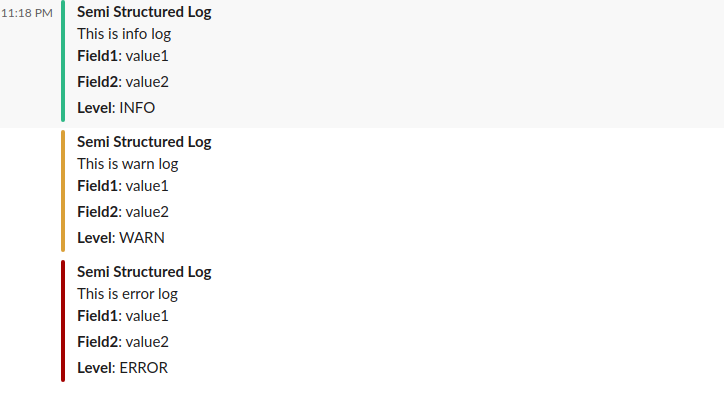 11:18 PM
Semi Structured Log
This is info log
Field1: value1
Field2: value2
Level: INFO
Semi Structured Log
This is warn log
Field1: value1
Field2: value2
Level: WARN
Semi Structured Log
This is error log
Field1: value1
Field2: value2
Level: ERROR